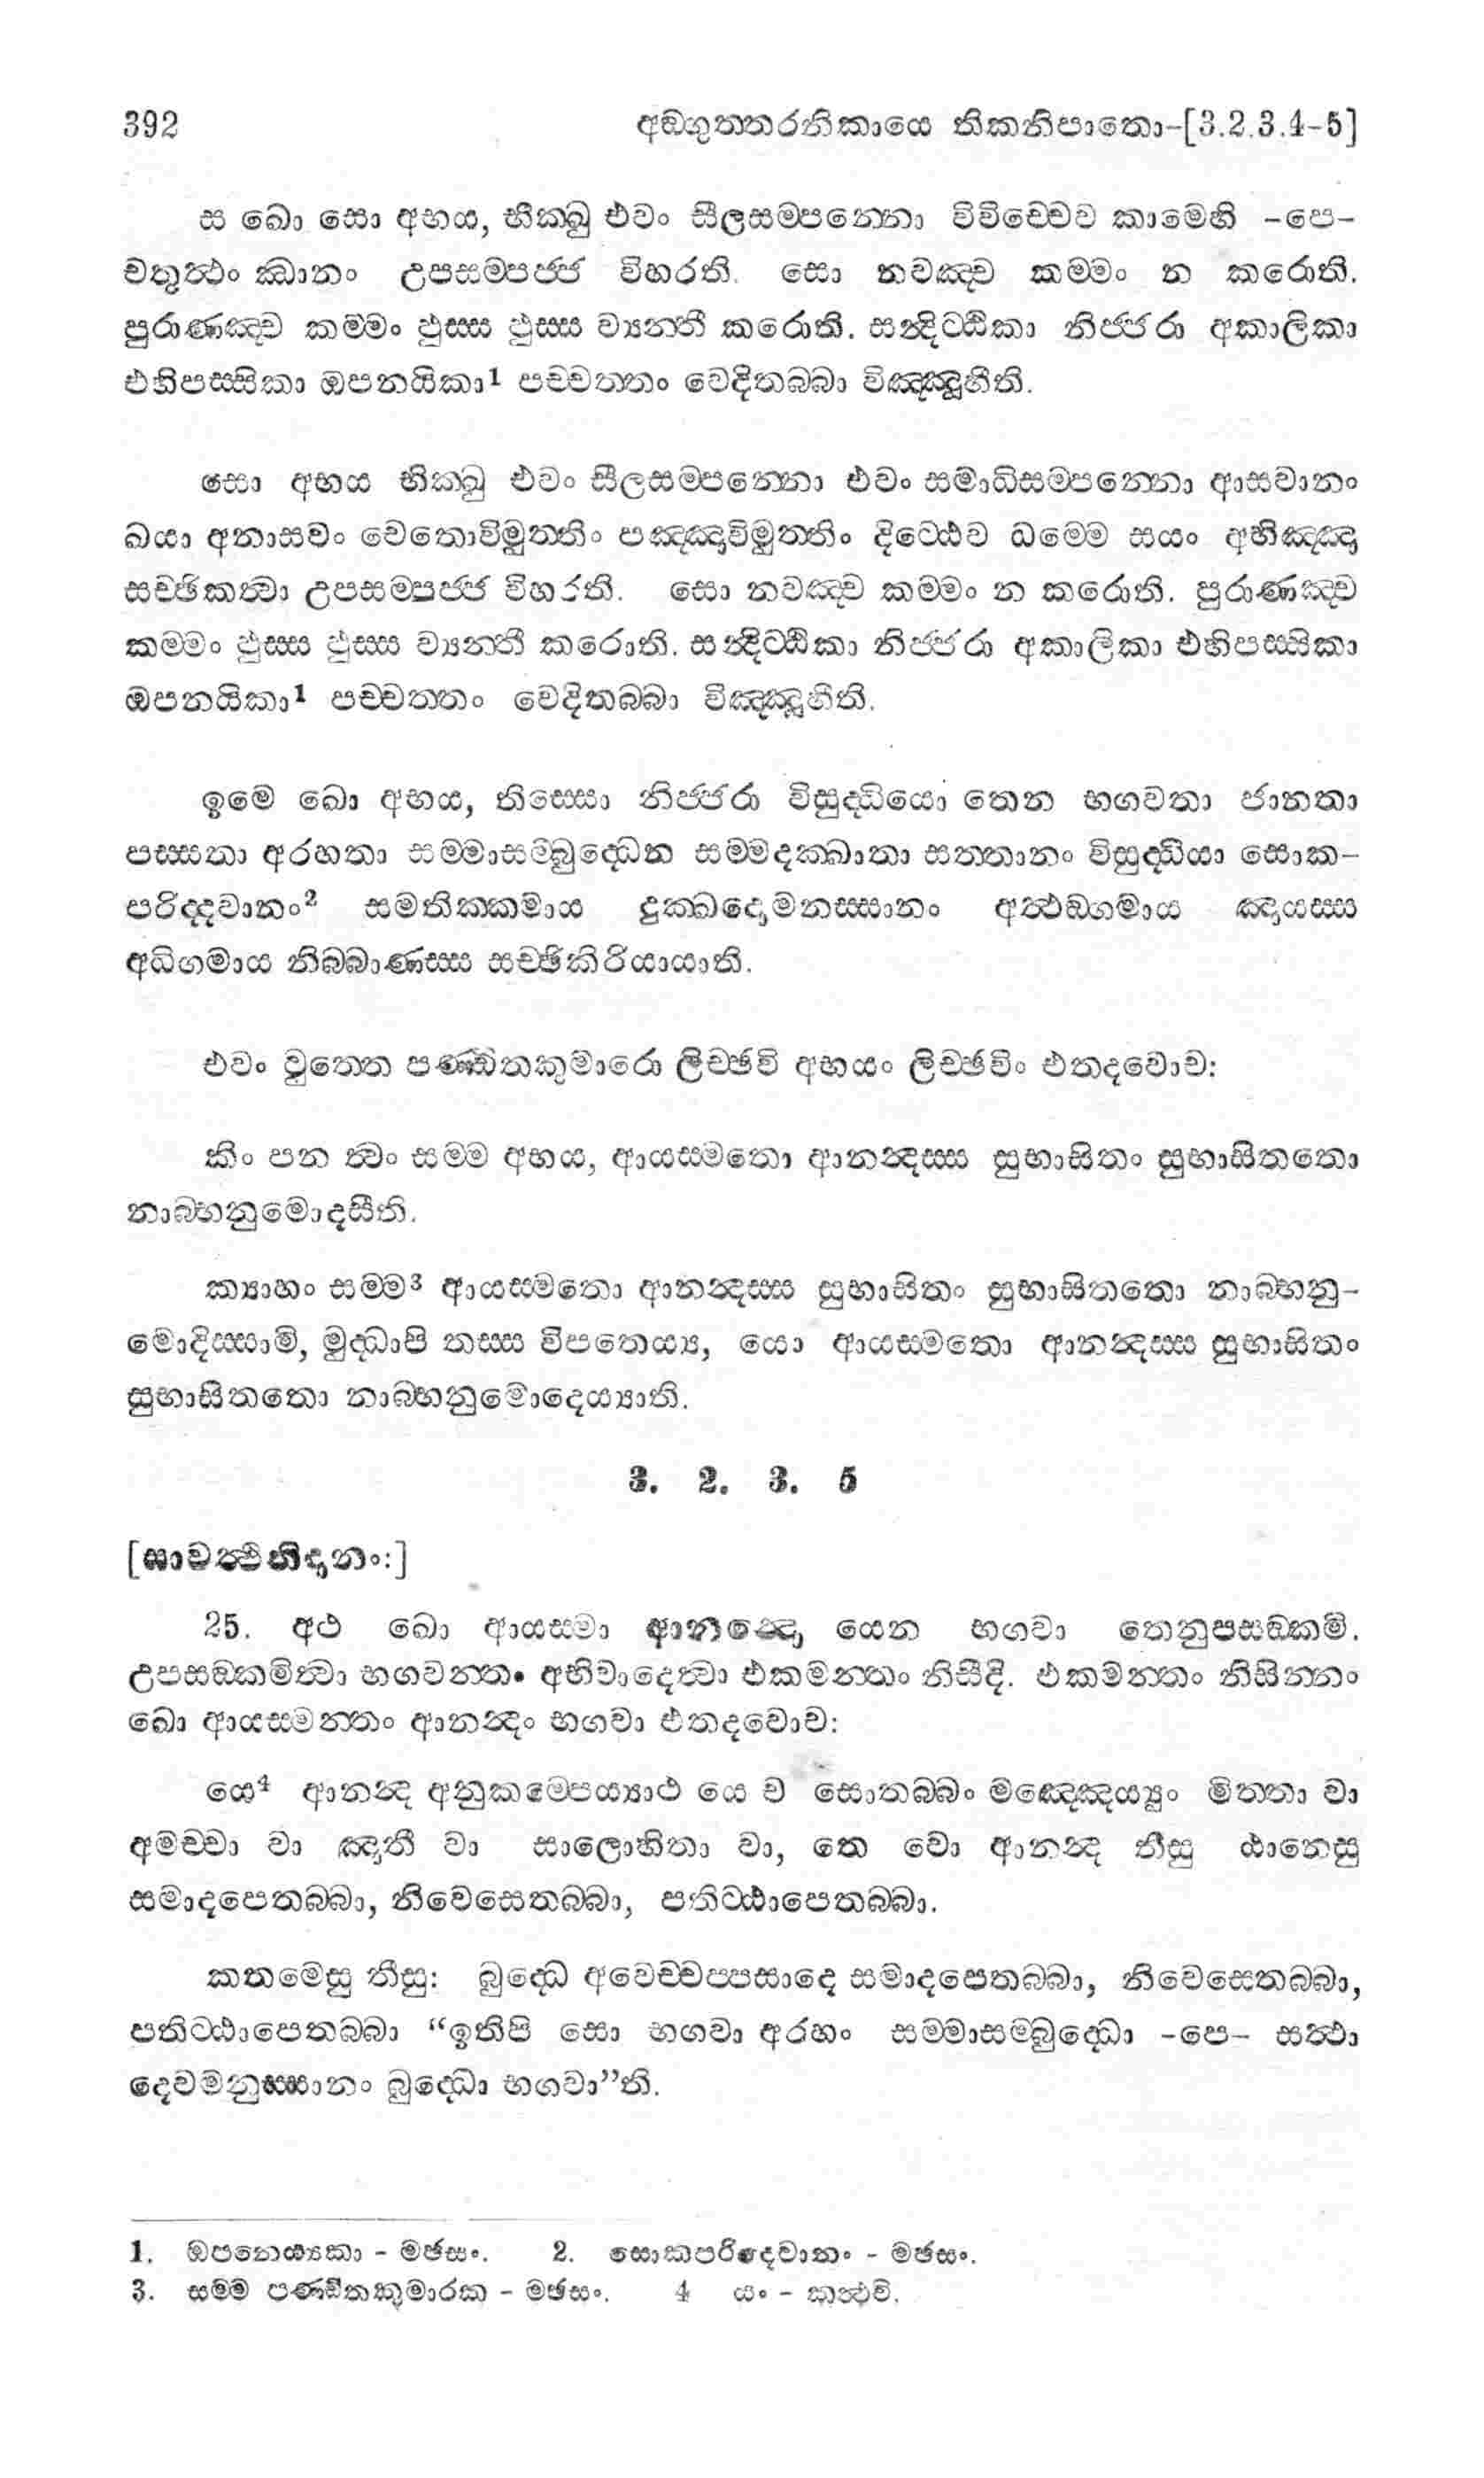 392 අඞ්ගුත්තරනිකායෙ තිකනිපාතො-[3.2.3.4-5]
ස ඛො සො අභය, භික්ඛු එවං සීලසම්පන්නො විවිච්චෙව කාමෙහි -පෙ-
චතුත්ථං ඣානං උපසම්පජ්ජ විහරති. සො නවඤ්ච කම්මං න කරොති.
පුරාණඤ්ච කම්මං ඵුස්ස ඵුස්ස ව්‍යන්තී කරොති. සන්දිට්ඨිකා නිජ්ජරා අකාලිකා
එහිපස්සිකා ඔපනයිකා1 පච්චත්තං වෙදිතබ්බා විඤ්ඤූහීති.
සො අභය භික්ඛු එවං සීලසම්පන්නො එවං සමාධිසම්පන්නො ආසවානං
ඛයා අනාසවං චෙතොවිමුත්තිං පඤ්ඤාවිමුත්තිං දිට්ඨෙව ධම්මෙ සයං අභිඤ්ඤා
සච්ඡිකත්වා උපසම්පජ්ජ විහරති. සො නවඤ්ච කම්මං න කරොති. පුරාණඤ්ච
කම්මං ඵුස්ස ඵුස්ස ව්‍යන්තී කරොති. සන්දිට්ඨිකා නිජ්ජරා අකාලිකා එහිපස්සිකා
ඔපනයිකා1 පච්චත්තං වෙදිතබ්බා විඤ්ඤූහීති.
ඉමෙ ඛො අභය, තිස්සො නිජ්ජරා විසුද්ධියො තෙන භගවතා ජානතා
පස්සතා අරහතා සම්මාසම්බුද්ධෙන සම්මදක්ඛාතා සත්තානං විසුද්ධියා සොක-
පරිද්දවානං2 සමතික්කමාය දුක්ඛදොමනස්සානං අත්ථඞ්ගමාය ඤායස්ස
අධිගමාය නිබ්බාණස්ස සච්ඡිකිරියායාති.
එවං වුත්තෙ පණ්ඩිතකුමාරො ලිච්ඡවි අභයං ලිච්ඡවිං එතදවොච:
කිං පන ත්වං සම්ම අභය, ආයස්මතො ආනන්දස්ස සුභාසිතං සුභාසිතතො
නාබ්භනුමොදසීති.
ක්‍යාහං සම්ම3 ආයස්මතො ආනන්දස්ස සුභාසිතං සුභාසිතතො නාබ්භනු-
මොදිස්සාමි, මුද්ධාපි තස්ස විපතෙය්‍ය, යො ආයස්මතො ආනන්දස්ස සුභාසිතං
සුභාසිතතො නාබ්භනුමොදෙය්‍යාති.
3. 2. 3. 5
[සාවත්ථිනිදානං:]
25. අථ ඛො ආයස්මා ආනන්දො යෙන භගවා තෙනුපසඞ්කමි.
උපසඞ්කමිත්වා භගවන්තං අභිවාදෙත්වා එකමන්තං නිසීදි. එකමන්තං නිසින්නං
ඛො ආයස්මන්තං ආනන්දං භගවා එතදවොච:
යෙ4 ආනන්ද අනුකම්පෙය්‍යාථ යෙ ච සොතබ්බං මඤ්ඤෙය්‍යුං මිත්තා වා
අමච්චා වා ඤාතී වා සාලොහිතා වා, තෙ වො ආනන්ද තීසු ඨානෙසු
සමාදපෙතබ්බා, නිවෙසෙතබ්බා, පතිට්ඨාපෙතබ්බා.
කතමෙසු තීසු: බුද්ධෙ අවෙච්චප්පසාදෙ සමාදපෙතබ්බා, නිවෙසෙතබ්බා,
පතිට්ඨාපෙතබ්බා “ඉතිපි සො භගවා අරහං සම්මාසම්බුද්ධො -පෙ- සත්ථා
දෙවමනුස්සානං බුද්ධො භගවා”ති.
1. ඔපනෙය්‍යිකා - මඡසං. 2. සොකපරිදෙවානං - මඡසං.
3. සම්ම පණ්ඩිතකුමාරක - මඡසං. 4 යං - කත්ථචි.